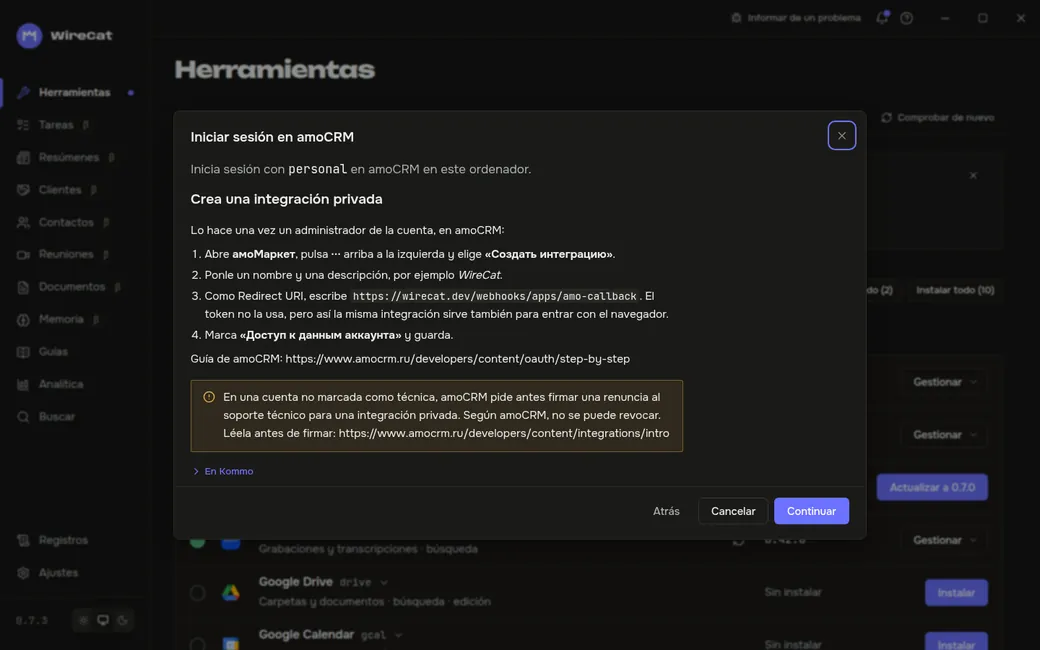 WireCat
Informar de un problema
Herramientas
Herramientas
Tareas β
Resúmenes β
Clientes β
Contactos β
Reuniones β
Documentos β
Memoria β
Guías
Analítica
Buscar
Registros
Ajustes
0.7.3
Comprobar de nuevo
do (2)
Instalar todo (10)
Gestionar
Gestionar
Actualizar a 0.7.0
Iniciar sesión en amoCRM
Inicia sesión con personal en amoCRM en este ordenador.
Crea una integración privada
Lo hace una vez un administrador de la cuenta, en amoCRM:
1. Abre амоМаркет, pulsa ··· arriba a la izquierda y elige «Создать интеграцию».
2. Ponle un nombre y una descripción, por ejemplo WireCat.
3. Como Redirect URI, escribe https://wirecat.dev/webhooks/apps/amo-callback. El
token no la usa, pero así la misma integración sirve también para entrar con el navegador.
4. Marca «Доступ к данным аккаунта» y guarda.
Guía de amoCRM: https://www.amocrm.ru/developers/content/oauth/step-by-step
En una cuenta no marcada como técnica, amoCRM pide antes firmar una renuncia al
soporte técnico para una integración privada. Según amoCRM, no se puede revocar.
Léela antes de firmar: https://www.amocrm.ru/developers/content/integrations/intro
En Kommo
Atrás
Cancelar
Continuar
Grabaciones y transcripciones · búsqueda
Gestionar
Google Drive drive
Carpetas y documentos · búsqueda · edición
Sin instalar
Instalar
Google Calendar gcal
Sin instalar
Instalar